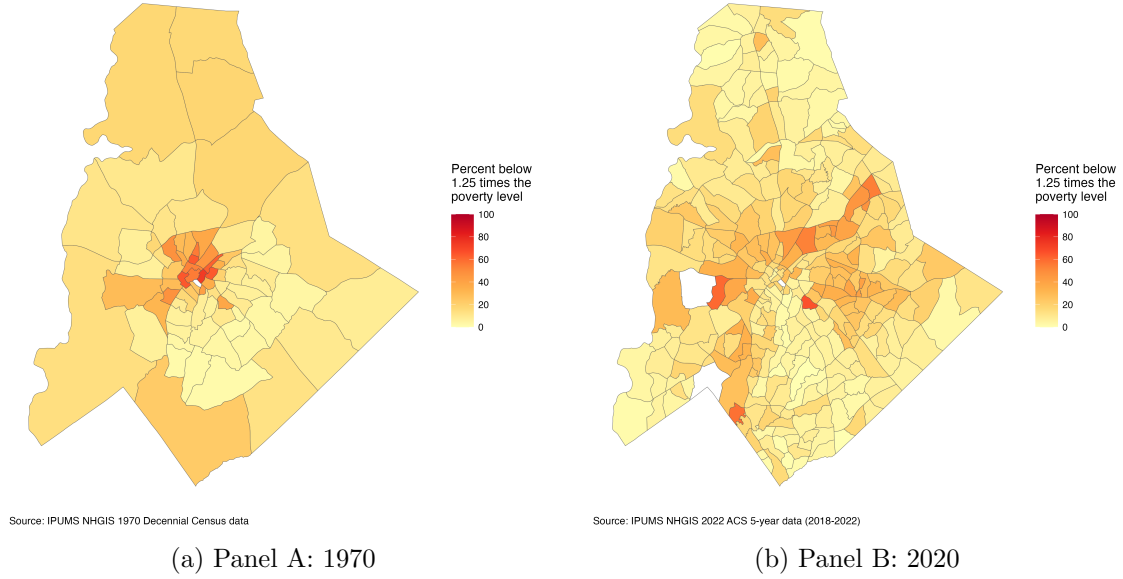 Percent below
1.25 times the
poverty level
100
80
60
40
20
0
Source: IPUMS NHGIS 1970 Decennial Census data
(a) Panel A: 1970
Percent below
1.25 times the
poverty level
100
80
60
40
20
0
Source: IPUMS NHGIS 2022 ACS 5-year data (2018-2022)
(b) Panel B: 2020